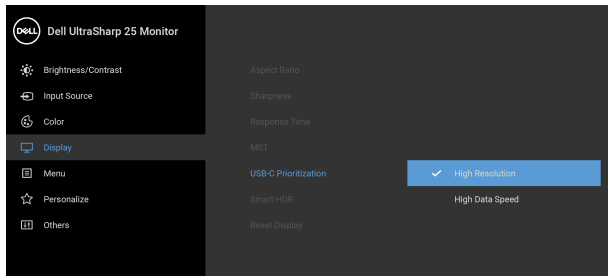 DELL
Dell UltraSharp 25 Monitor
Brightness/Contrast
Input Source
Color
Display
Menu
Personalize
Others
Aspect Ratio
Sharpness
Response Time
MST
USB-C Prioritization
Smart HDR
Reset Display
High Resolution
High Data Speed